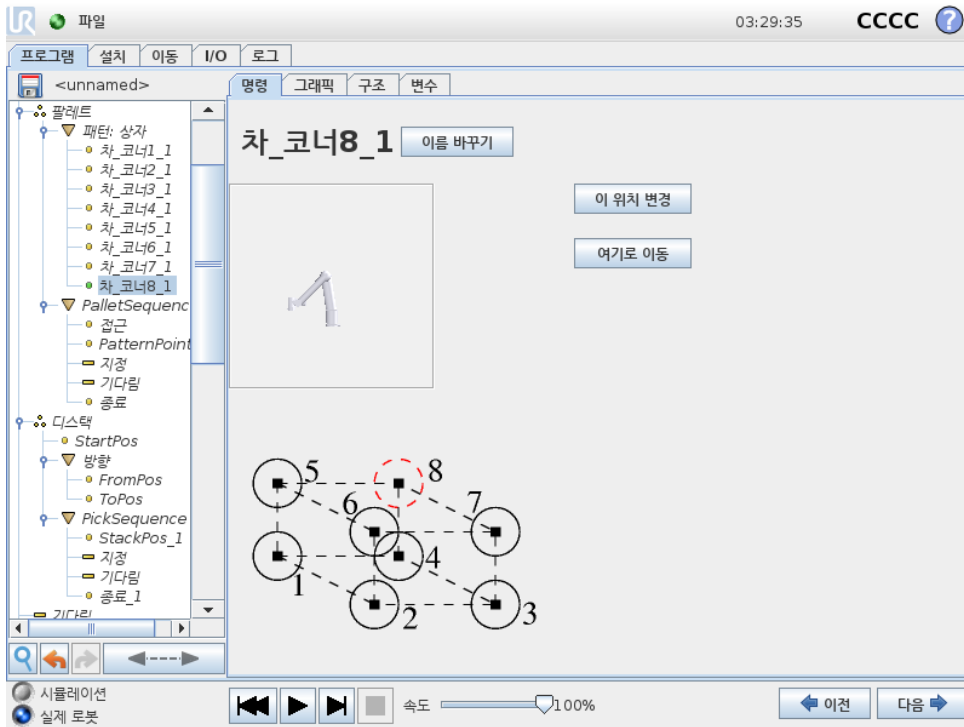 UR 파일 03:29:35 CCCC ?
프로그램 설치 이동 I/O 로그
<unnamed>
명령 그래픽 구조 변수
팔레트
패턴: 상자
차_코너1_1
차_코너2_1
차_코너3_1
차_코너4_1
차_코너5_1
차_코너6_1
차_코너7_1
차_코너8_1
PalletSequenc
접근
PatternPoint
지정
기다림
종료
디스택
StartPos
방향
FromPos
ToPos
PickSequence
StackPos_1
지정
기다림
종료_1
기다림
차_코너8_1 이름 바꾸기
이 위치 변경
여기로 이동
5 8
6 7
1 4
2 3
시뮬레이션
실제 로봇
속도 100%
이전 다음